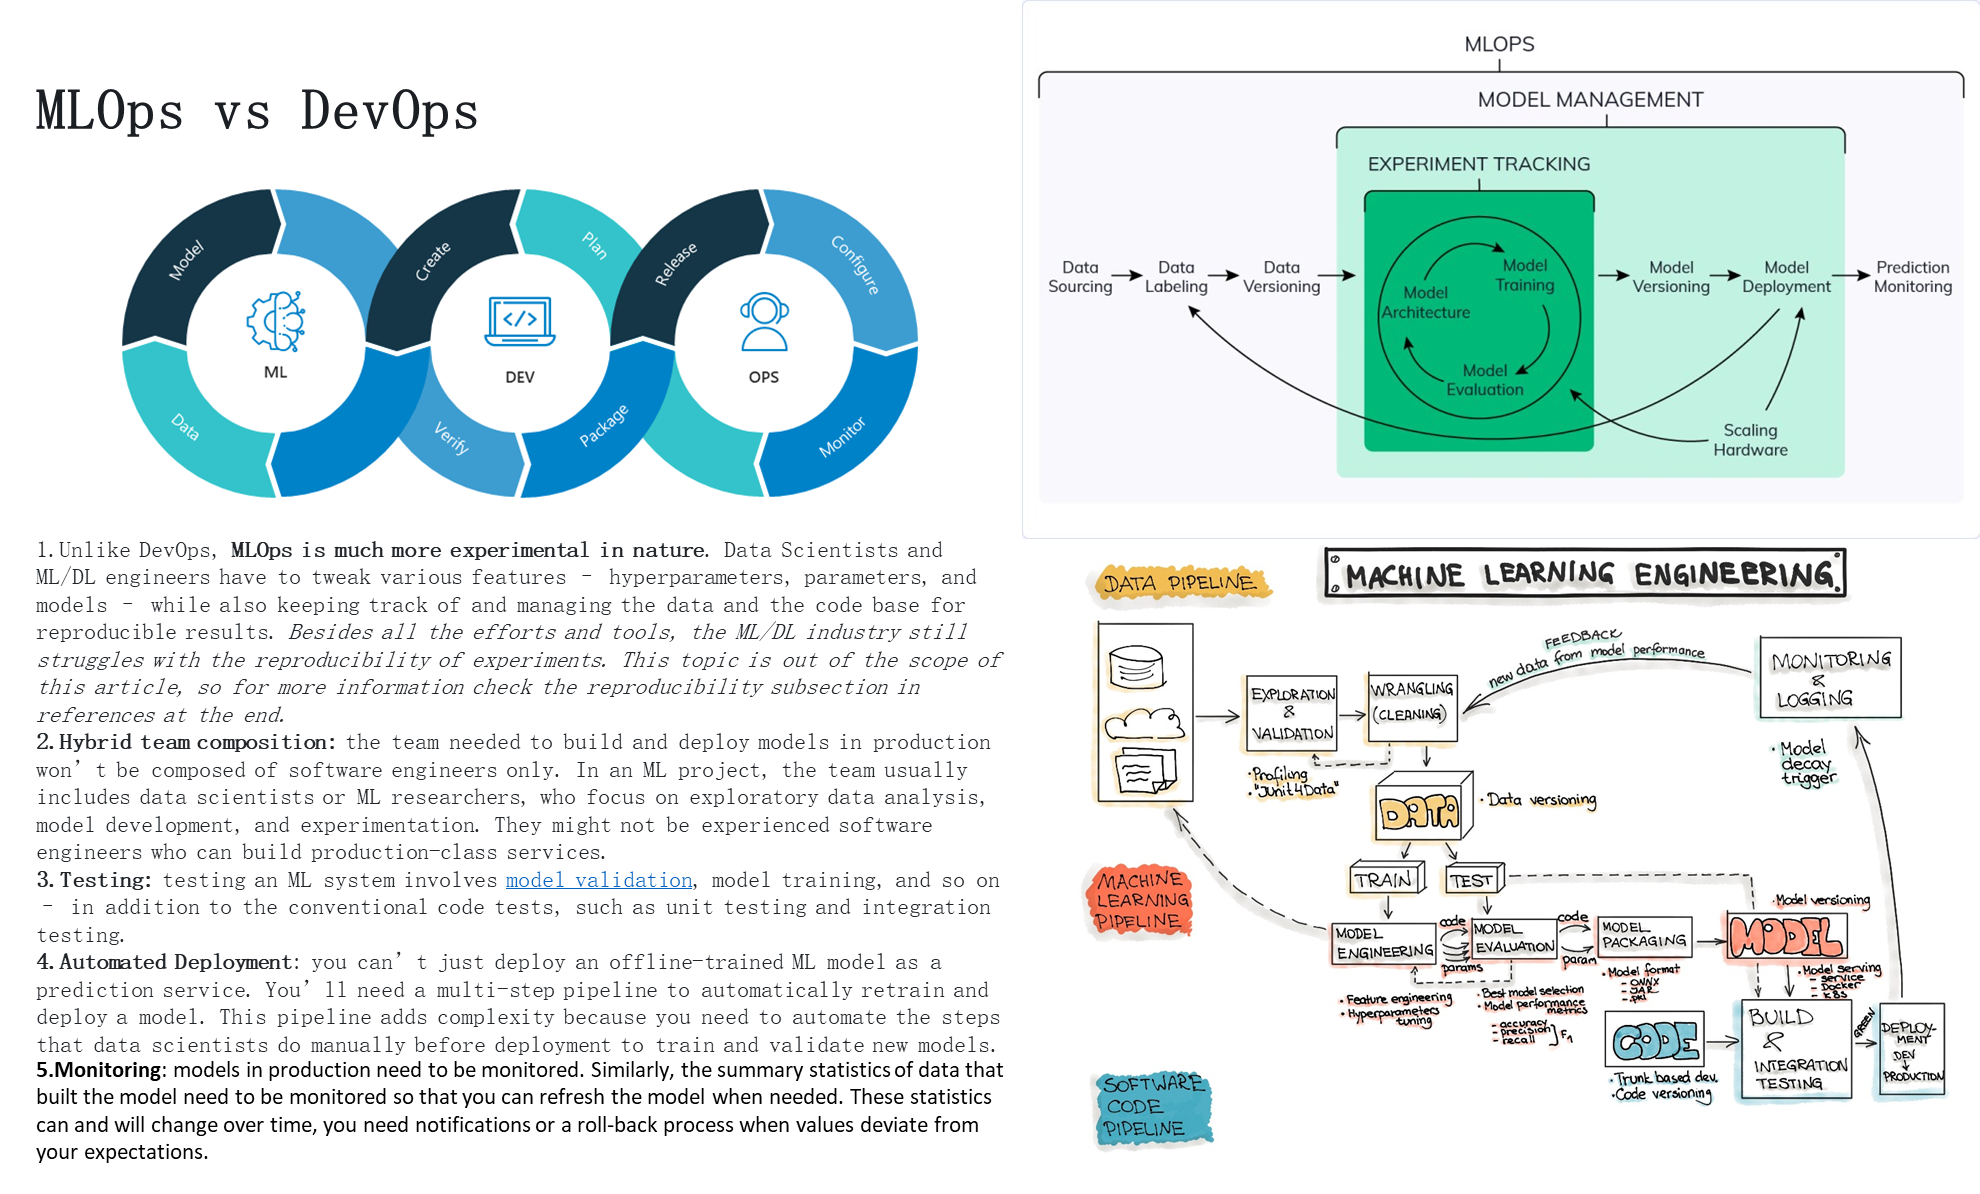 MLOps vs DevOps
Model
Data
ML
Create
Plan
Verify
Package
DEV
Release
Configure
Monitor
OPS
1.Unlike DevOps, MLOps is much more experimental in nature. Data Scientists and
ML/DL engineers have to tweak various features – hyperparameters, parameters, and
models – while also keeping track of and managing the data and the code base for
reproducible results. Besides all the efforts and tools, the ML/DL industry still
struggles with the reproducibility of experiments. This topic is out of the scope of
this article, so for more information check the reproducibility subsection in
references at the end.
2.Hybrid team composition: the team needed to build and deploy models in production
won’t be composed of software engineers only. In an ML project, the team usually
includes data scientists or ML researchers, who focus on exploratory data analysis,
model development, and experimentation. They might not be experienced software
engineers who can build production-class services.
3.Testing: testing an ML system involves model validation, model training, and so on
– in addition to the conventional code tests, such as unit testing and integration
testing.
4.Automated Deployment: you can’t just deploy an offline-trained ML model as a
prediction service. You’ll need a multi-step pipeline to automatically retrain and
deploy a model. This pipeline adds complexity because you need to automate the steps
that data scientists do manually before deployment to train and validate new models.
5.Monitoring: models in production need to be monitored. Similarly, the summary statistics of data that
built the model need to be monitored so that you can refresh the model when needed. These statistics
can and will change over time, you need notifications or a roll-back process when values deviate from
your expectations.
MLOPS
MODEL MANAGEMENT
EXPERIMENT TRACKING
Data
Sourcing
Data
Labeling
Data
Versioning
Model
Architecture
Model
Training
Model
Evaluation
Model
Versioning
Model
Deployment
Prediction
Monitoring
Scaling
Hardware
MACHINE LEARNING ENGINEERING
DATA PIPELINE
EXPLORATION
&
VALIDATION
·Profiling
·"JUnit4Data"
WRANGLING
(CLEANING)
FEEDBACK
new data from model performance
MONITORING
&
LOGGING
·Model
decay
trigger
DATA
·Data versioning
TRAIN
TEST
MACHINE
LEARNING
PIPELINE
MODEL
ENGINEERING
·Feature engineering
·Hyperparameters
tuning
code
params
MODEL
EVALUATION
·Best model selection
·Model performance
metrics
- accuracy
- precision
- recall
F1
code
param
MODEL
PACKAGING
·Model format
- ONNX
- JAR
- .pkl
·Model versioning
MODEL
·Model serving
- service
- Docker
- K8s
SOFTWARE
CODE
PIPELINE
CODE
·Trunk based dev.
·Code versioning
BUILD
&
INTEGRATION
TESTING
GREEN
DEPLOY-
MENT
DEV
PRODUCTION